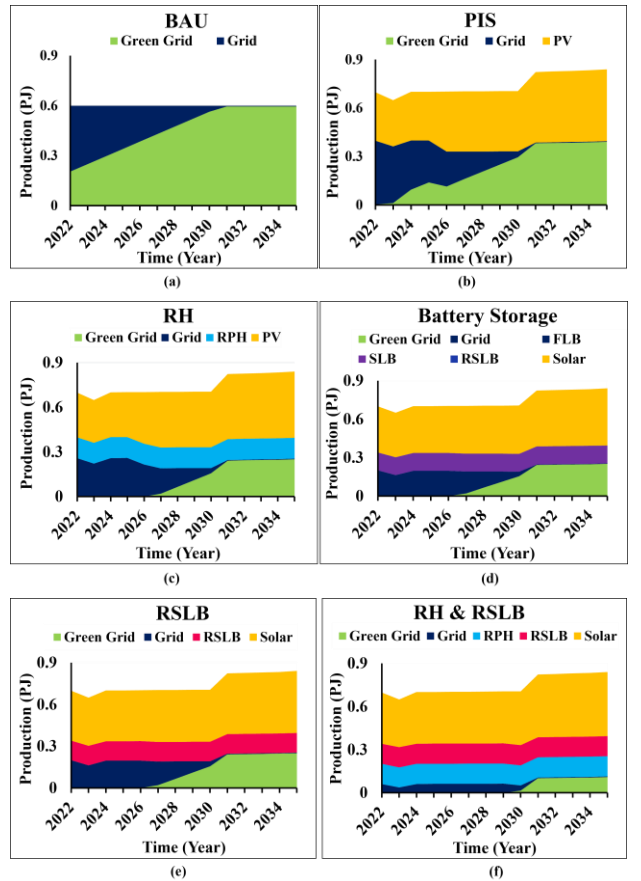 BAU
Green Grid Grid
Production (PJ)
0.9
0.6
0.3
0
2022 2024 2026 2028 2030 2032 2034
Time (Year)
(a)
PIS
Green Grid Grid PV
Production (PJ)
0.9
0.6
0.3
0
2022 2024 2026 2028 2030 2032 2034
Time (Year)
(b)
RH
Green Grid Grid RPH PV
Production (PJ)
0.9
0.6
0.3
0
2022 2024 2026 2028 2030 2032 2034
Time (Year)
(c)
Battery Storage
Green Grid Grid FLB
SLB RSLB Solar
Production (PJ)
0.9
0.6
0.3
0
2022 2024 2026 2028 2030 2032 2034
Time (Year)
(d)
RSLB
Green Grid Grid RSLB Solar
Production (PJ)
0.9
0.6
0.3
0
2022 2024 2026 2028 2030 2032 2034
Time (Year)
(e)
RH & RSLB
Green Grid Grid RPH RSLB Solar
Production (PJ)
0.9
0.6
0.3
0
2022 2024 2026 2028 2030 2032 2034
Time (Year)
(f)